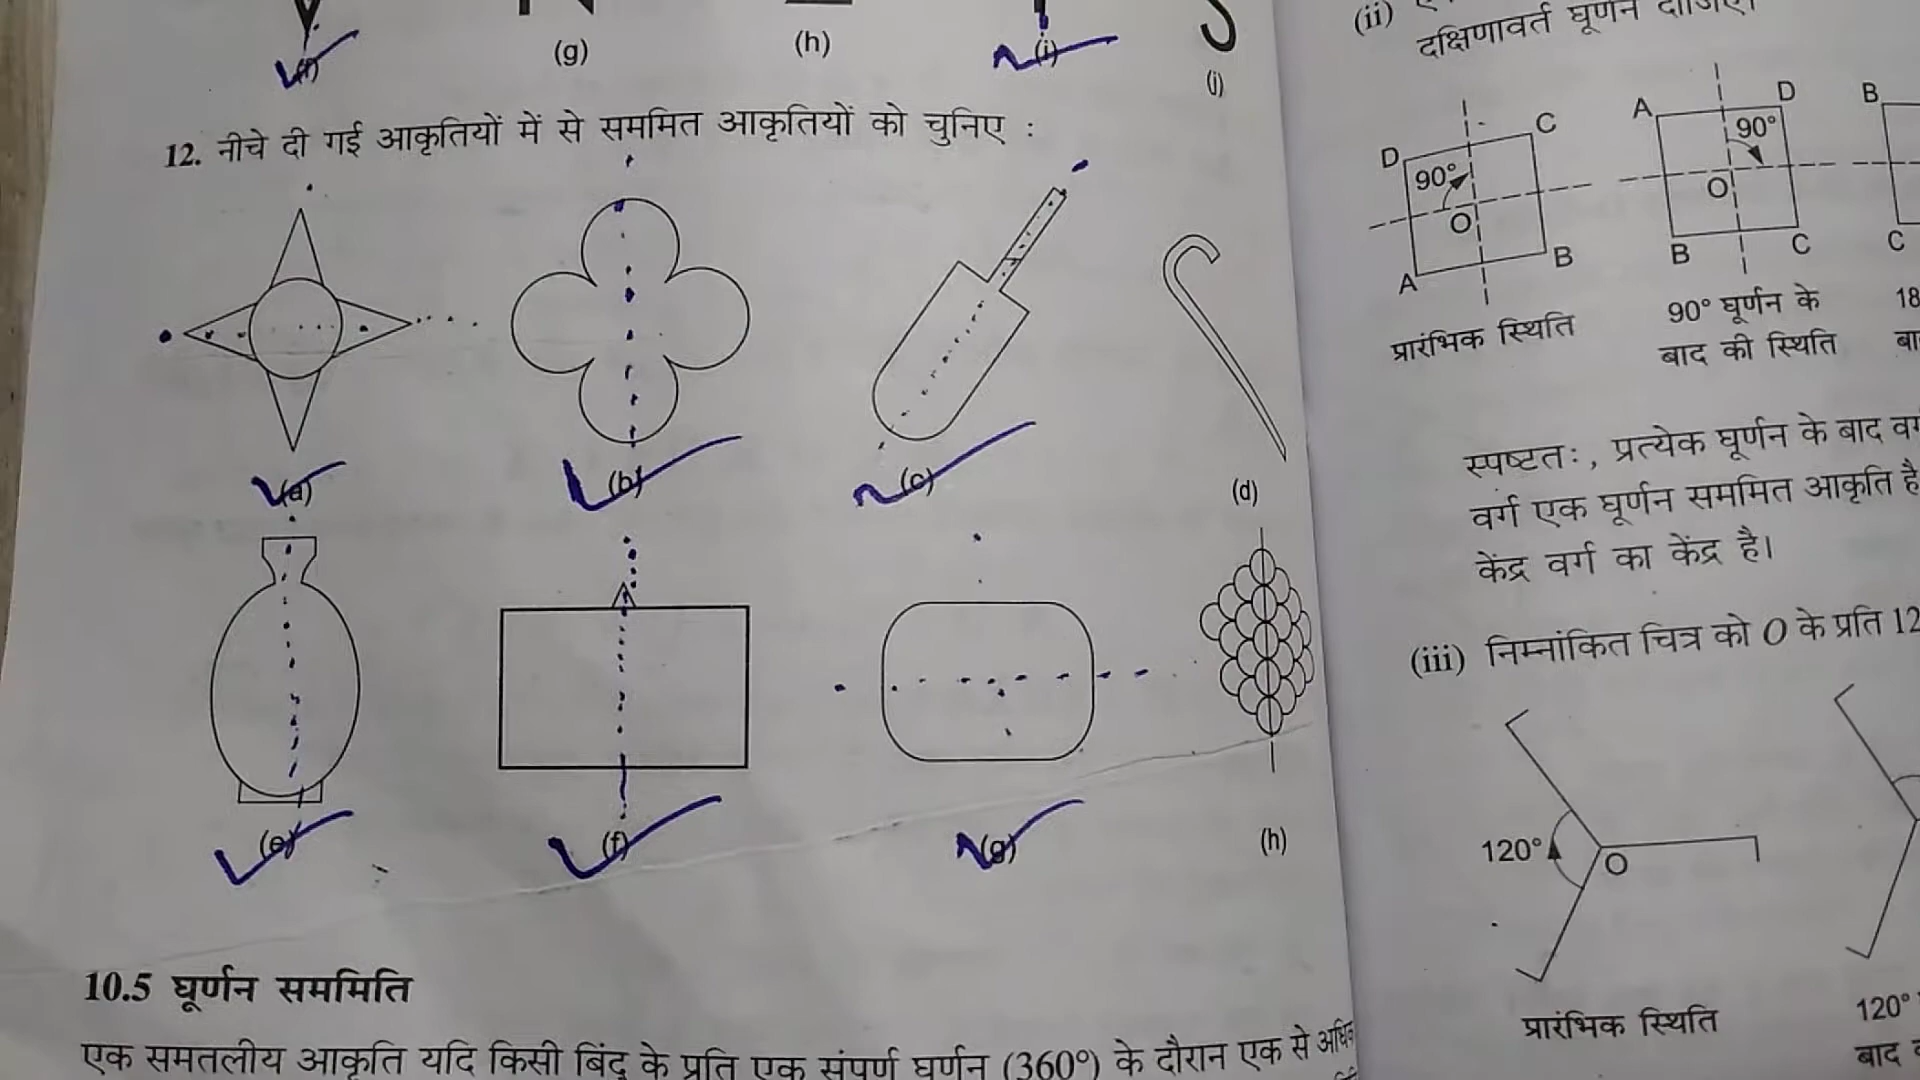 (g)
(h)
(i)
(j)
12. नीचे दी गई आकृतियों में से सममित आकृतियों को चुनिए :
(a)
(b)
(c)
(d)
(e)
(f)
(g)
(h)
10.5 घूर्णन सममिति
एक समतलीय आकृति यदि किसी बिंदु के प्रति एक संपूर्ण घूर्णन (360°) के दौरान एक से
(ii)
दक्षिणावर्त घूर्णन दीजिए।
D
C
90°
O
A
B
A
D
90°
O
B
C
B
C
प्रारंभिक स्थिति
90° घूर्णन के
बाद की स्थिति
स्पष्टतः, प्रत्येक घूर्णन के बाद
वर्ग एक घूर्णन सममित आकृति है
केंद्र वर्ग का केंद्र है।
(iii) निम्नांकित चित्र को O के प्रति 12
120°
O
प्रारंभिक स्थिति
120°
बाद